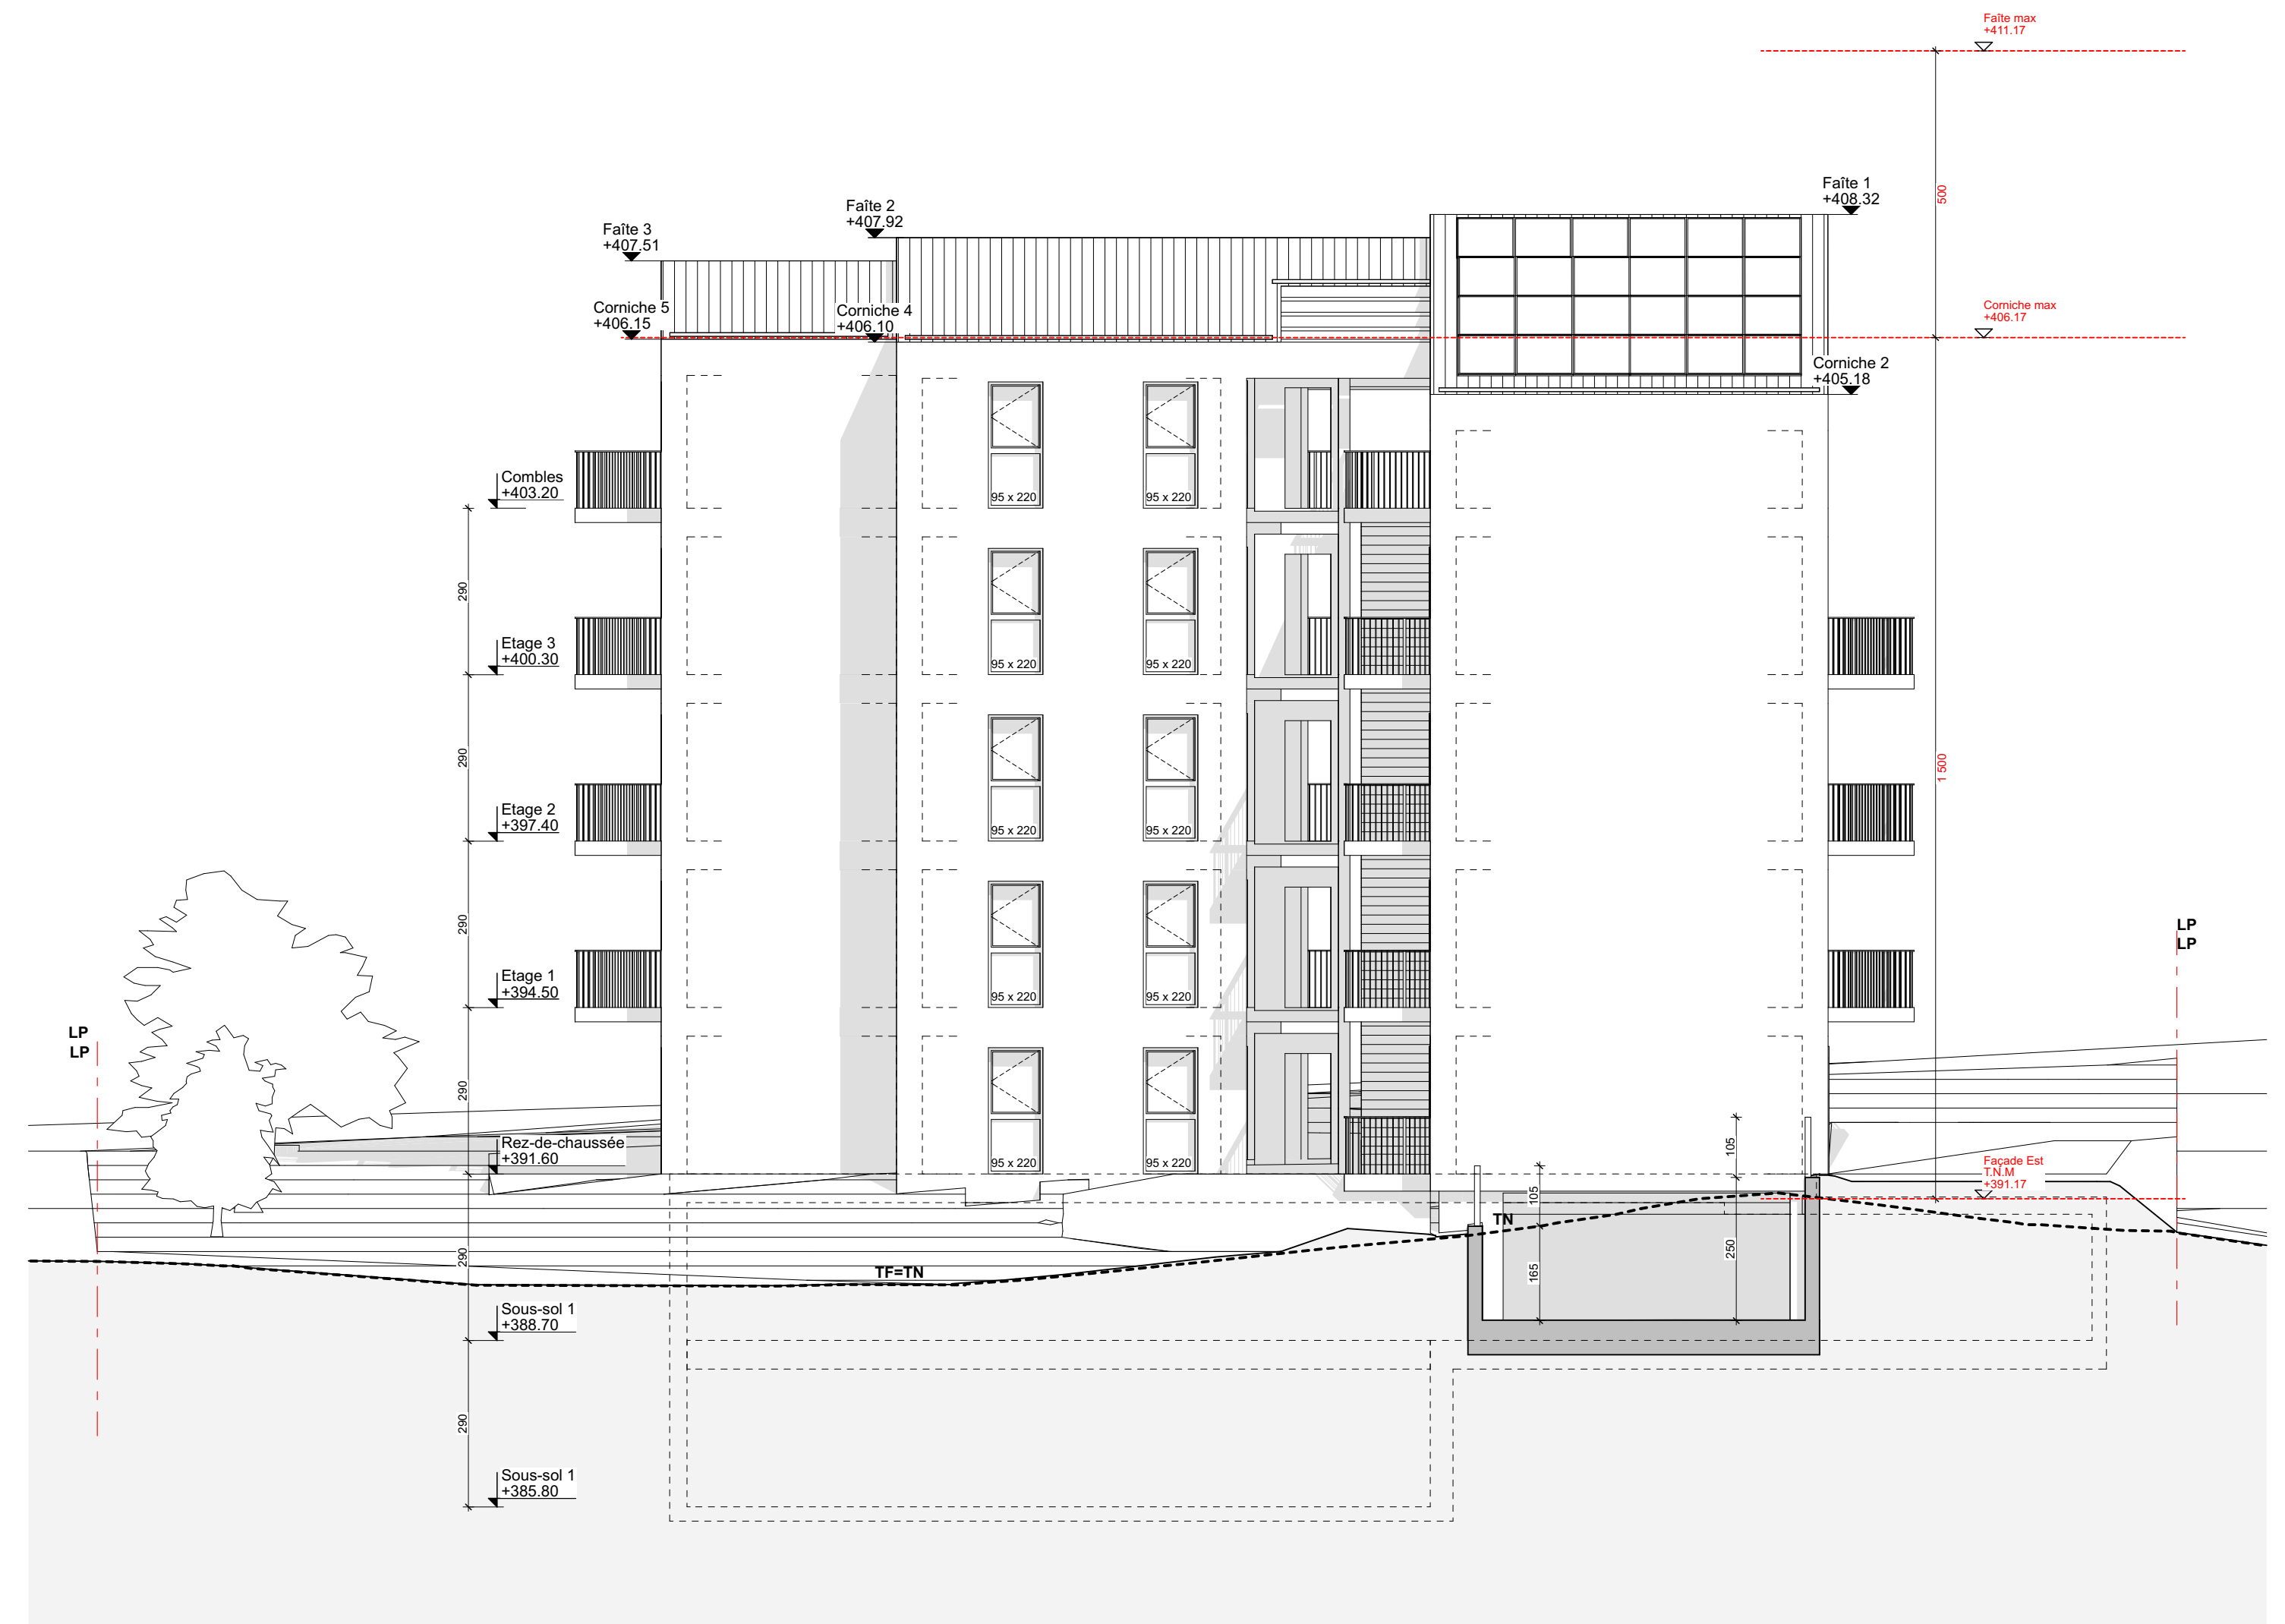 Faîte max
+411.17
Faîte 1
+408.32
500
Faîte 2
+407.92
Faîte 3
+407.51
Corniche 5
+406.15
Corniche 4
+406.10
Corniche max
+406.17
Corniche 2
+405.18
Combles
+403.20
95 x 220
95 x 220
290
Etage 3
+400.30
95 x 220
95 x 220
290
1 500
Etage 2
+397.40
95 x 220
95 x 220
290
LP
LP
Etage 1
+394.50
95 x 220
95 x 220
LP
LP
290
Rez-de-chaussée
+391.60
95 x 220
95 x 220
105
105
Façade Est
T.N.M
+391.17
TN
290
TF=TN
165
250
Sous-sol 1
+388.70
290
Sous-sol 1
+385.80